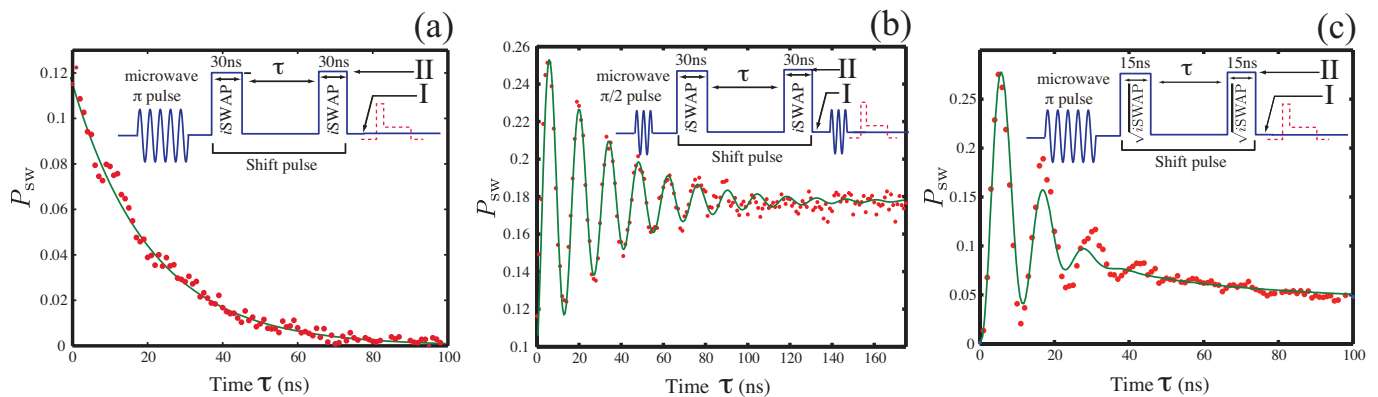 (a)
P_sw
0.12
0.1
0.08
0.06
0.04
0.02
0
0 20 40 60 80 100
Time τ (ns)
microwave
π pulse
30ns
iSWAP
τ
30ns
iSWAP
II
I
Shift pulse
(b)
P_sw
0.26
0.24
0.22
0.2
0.18
0.16
0.14
0.12
0.1
0 20 40 60 80 100 120 140 160
Time τ (ns)
microwave
π/2 pulse
30ns
iSWAP
τ
30ns
iSWAP
II
I
Shift pulse
(c)
P_sw
0.25
0.2
0.15
0.1
0.05
0
0 20 40 60 80 100
Time τ (ns)
microwave
π pulse
15ns
√iSWAP
τ
15ns
√iSWAP
II
I
Shift pulse